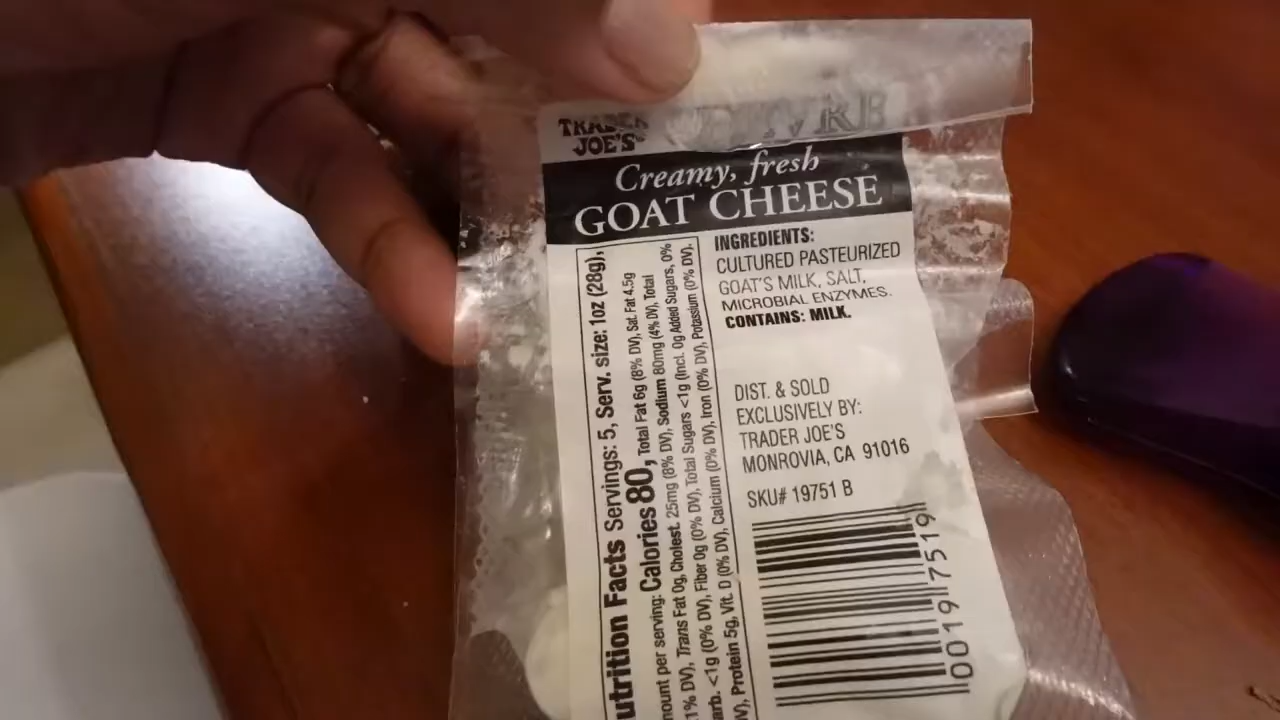 TRADER
JOE'S
CHÈVRE
Creamy, fresh
GOAT CHEESE
INGREDIENTS:
CULTURED PASTEURIZED
GOAT'S MILK, SALT,
MICROBIAL ENZYMES.
CONTAINS: MILK.
DIST. & SOLD
EXCLUSIVELY BY:
TRADER JOE'S
MONROVIA, CA 91016
SKU# 19751 B
0019 7519
utrition Facts Servings: 5, Serv. size: 1oz (28g),
mount per serving: Calories 80, Total Fat 6g (8% DV), Sat. Fat 4.5g
1% DV), Trans Fat 0g, Cholest. 25mg (8% DV), Sodium 80mg (4% DV), Total
arb. <1g (0% DV), Fiber 0g (0% DV), Total Sugars <1g (Incl. 0g Added Sugars, 0%
V), Protein 5g, Vit. D (0% DV), Calcium (0% DV), Iron (0% DV), Potassium (0% DV).